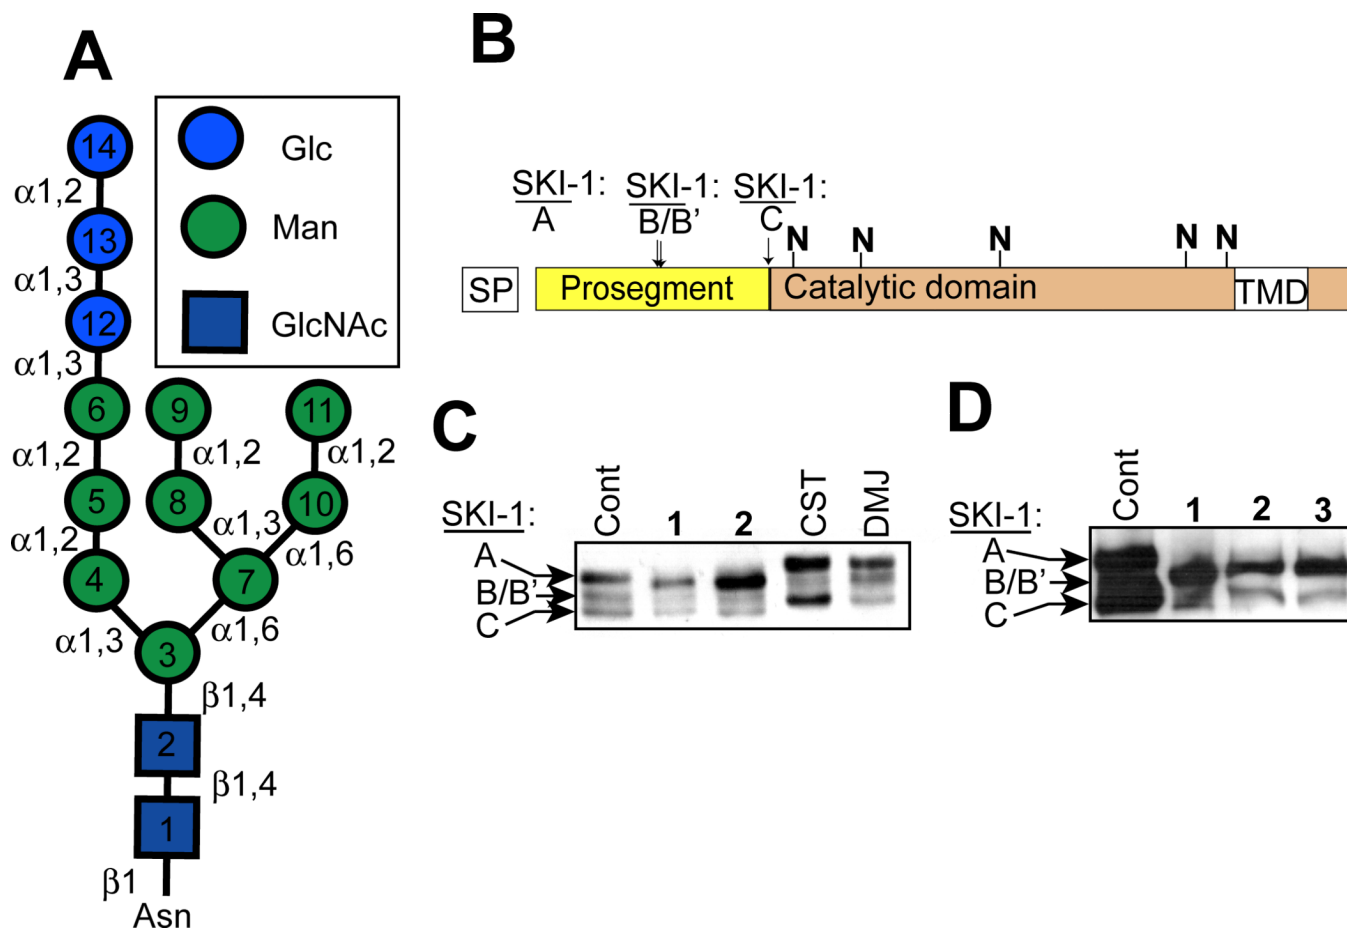 A
14
Glc
α1,2
13
Man
α1,3
12
GlcNAc
α1,3
6
9
11
α1,2
α1,2
α1,2
5
8
10
α1,2
α1,3
α1,6
4
7
α1,3
α1,6
3
β1,4
2
β1,4
1
β1
Asn
B
SKI-1:
A
SKI-1:
B/B’
SKI-1:
C
N
N
N
N
N
SP
Prosegment
Catalytic domain
TMD
C
SKI-1:
Cont
1
2
CST
DMJ
A
B/B’
C
D
SKI-1:
Cont
1
2
3
A
B/B’
C